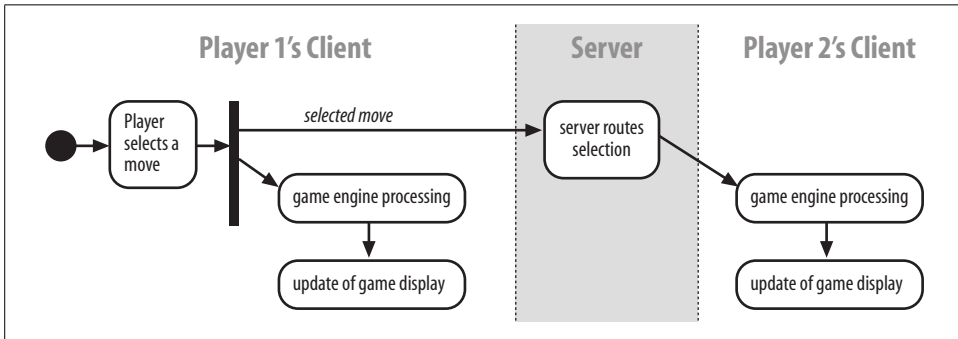 Player 1's Client
Server
Player 2's Client
Player
selects a
move
selected move
server routes
selection
game engine processing
game engine processing
update of game display
update of game display